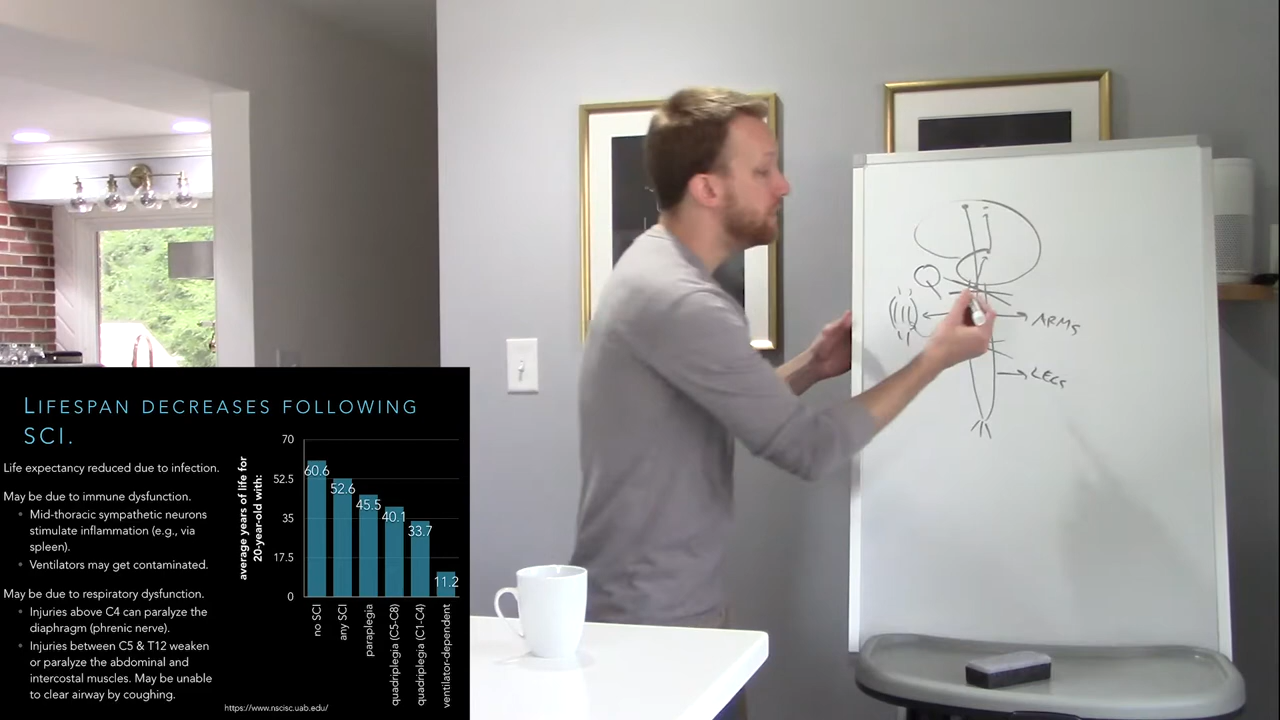 LIFESPAN DECREASES FOLLOWING
SCI.
Life expectancy reduced due to infection.
May be due to immune dysfunction.
Mid-thoracic sympathetic neurons
stimulate inflammation (e.g., via
spleen).
Ventilators may get contaminated.
May be due to respiratory dysfunction.
Injuries above C4 can paralyze the
diaphragm (phrenic nerve).
Injuries between C5 & T12 weaken
or paralyze the abdominal and
intercostal muscles. May be unable
to clear airway by coughing.
average years of life for
20-year-old with:
70
52.5
35
17.5
0
60.6
52.6
45.5
40.1
33.7
11.2
no SCI
any SCI
paraplegia
quadriplegia (C5-C8)
quadriplegia (C1-C4)
ventilator-dependent
https://www.nscisc.uab.edu/
ARMS
LEGS